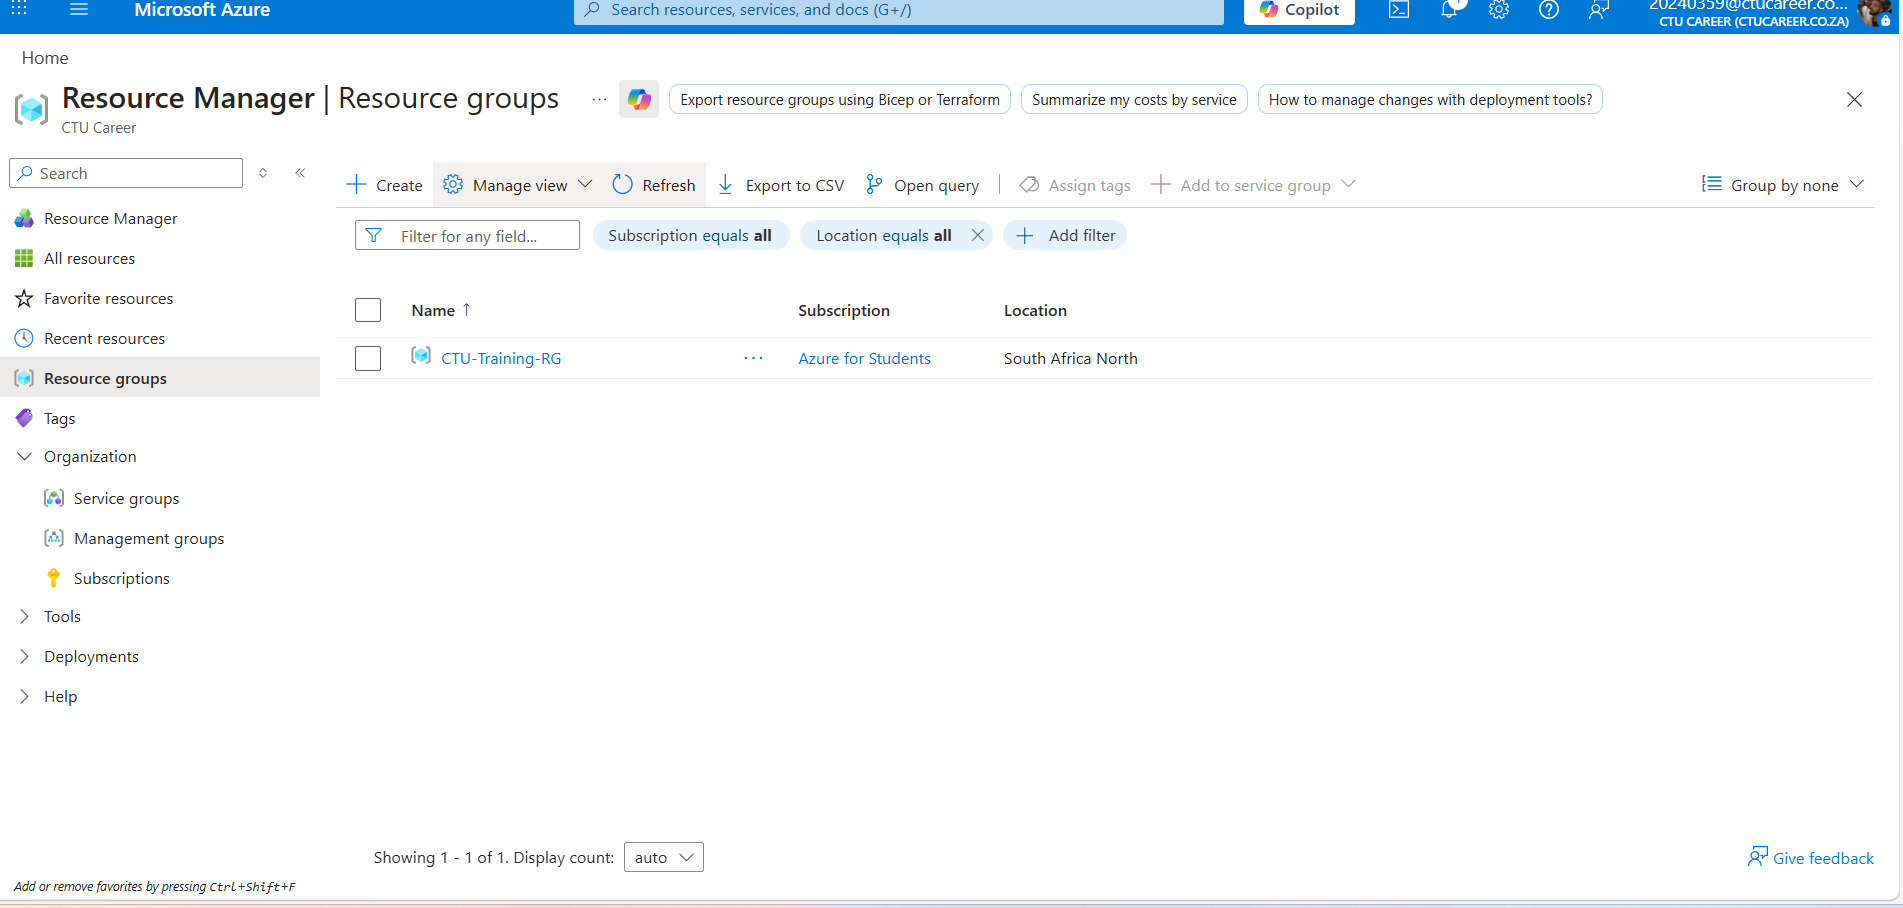 Microsoft Azure
Search resources, services, and docs (G+/)
Copilot
1
20240359@ctucareer.co...
CTU CAREER (CTUCAREER.CO.ZA)
Home
Resource Manager | Resource groups
...
Export resource groups using Bicep or Terraform
Summarize my costs by service
How to manage changes with deployment tools?
CTU Career
Search
Create
Manage view
Refresh
Export to CSV
Open query
Assign tags
Add to service group
Group by none
Resource Manager
All resources
Favorite resources
Recent resources
Resource groups
Tags
Organization
Service groups
Management groups
Subscriptions
Tools
Deployments
Help
Filter for any field...
Subscription equals all
Location equals all
Add filter
Name ↑
Subscription
Location
CTU-Training-RG
...
Azure for Students
South Africa North
Showing 1 - 1 of 1. Display count:
auto
Give feedback
Add or remove favorites by pressing Ctrl+Shift+F